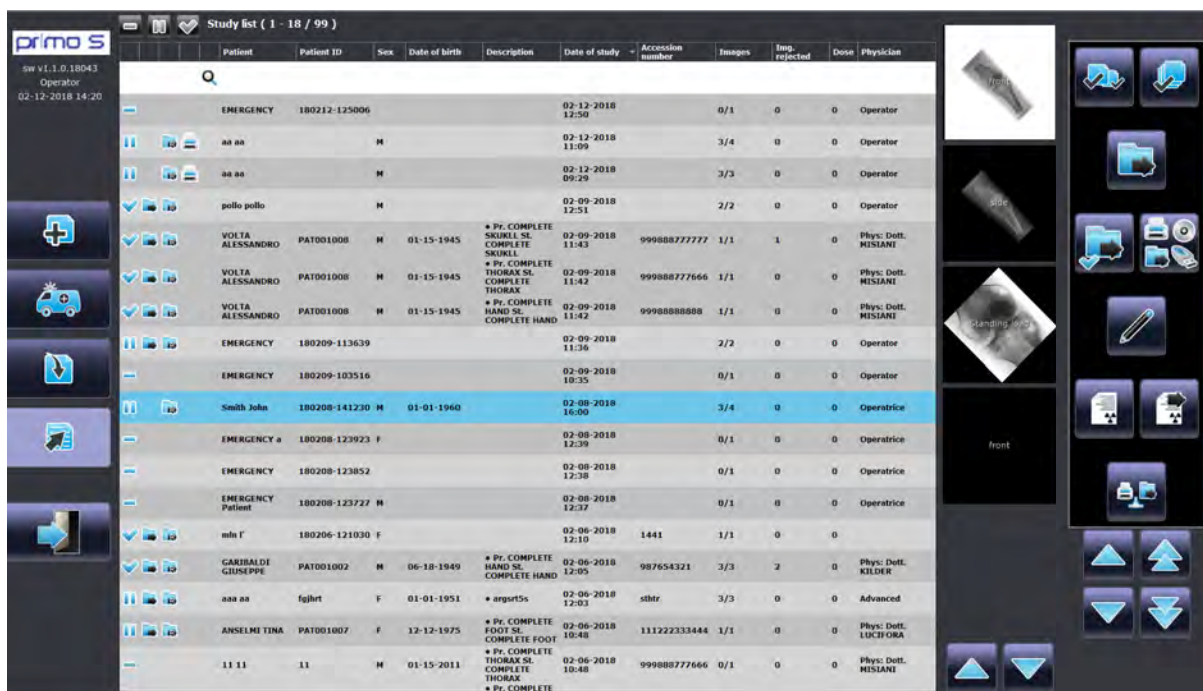 Study list ( 1 - 18 / 99 )
primo S
sw v1.1.0.18043
Operator
02-12-2018 14:20
Patient Patient ID Sex Date of birth Description Date of study Accession number Images Img. rejected Dose Physician
EMERGENCY 180212-125006 02-12-2018 12:50 0/1 0 0 Operator
aa aa M 02-12-2018 11:09 3/4 0 0 Operator
aa aa M 02-12-2018 09:29 3/3 0 0 Operator
pollo pollo M 02-09-2018 12:51 2/2 0 0 Operator
VOLTA ALESSANDRO PAT001008 M 01-15-1945 • Pr. COMPLETE SKUKLL St. COMPLETE SKUKLL 02-09-2018 11:43 999888777777 1/1 1 0 Phys: Dott. MISIANI
VOLTA ALESSANDRO PAT001008 M 01-15-1945 • Pr. COMPLETE THORAX St. COMPLETE THORAX 02-09-2018 11:42 999888777666 1/1 0 0 Phys: Dott. MISIANI
VOLTA ALESSANDRO PAT001008 M 01-15-1945 • Pr. COMPLETE HAND St. COMPLETE HAND 02-09-2018 11:42 99988888888 1/1 0 0 Phys: Dott. MISIANI
EMERGENCY 180209-113639 02-09-2018 11:36 2/2 0 0 Operator
EMERGENCY 180209-103516 02-09-2018 10:35 0/1 0 0 Operator
Smith John 180208-141230 M 01-01-1960 02-08-2018 16:00 3/4 0 0 Operatrice
EMERGENCY a 180208-123923 F 02-08-2018 12:39 0/1 0 0 Operatrice
EMERGENCY 180208-123852 02-08-2018 12:38 0/1 0 0 Operatrice
EMERGENCY Patient 180208-123727 M 02-08-2018 12:37 0/1 0 0 Operatrice
180206-121030 F 02-06-2018 12:10 1441 1/1 0 0
GARIBALDI GIUSEPPE PAT001002 M 06-18-1949 • Pr. COMPLETE HAND St. COMPLETE HAND 02-06-2018 12:05 987654321 3/3 2 0 Phys: Dott. KILDER
aaa aa fgjhrt F 01-01-1951 • argsrt5s 02-06-2018 12:03 sthtr 3/3 0 0 Advanced
ANSELMI TINA PAT001007 F 12-12-1975 • Pr. COMPLETE FOOT St. COMPLETE FOOT 02-06-2018 10:48 111222333444 1/1 0 0 Phys: Dott. LUCIFORA
11 11 11 M 01-15-2011 • Pr. COMPLETE THORAX St. COMPLETE THORAX 02-06-2018 10:48 999888777666 0/1 0 0 Phys: Dott. MISIANI
• Pr. COMPLETE
front
side
Standing load
front